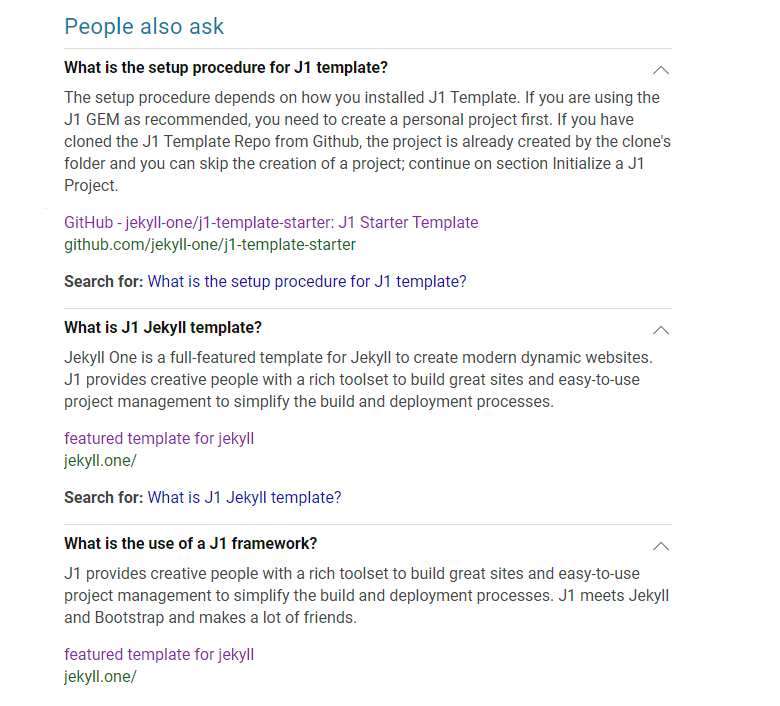 People also ask
What is the setup procedure for J1 template?
The setup procedure depends on how you installed J1 Template. If you are using the
J1 GEM as recommended, you need to create a personal project first. If you have
cloned the J1 Template Repo from Github, the project is already created by the clone's
folder and you can skip the creation of a project; continue on section Initialize a J1
Project.
GitHub - jekyll-one/j1-template-starter: J1 Starter Template
github.com/jekyll-one/j1-template-starter
Search for: What is the setup procedure for J1 template?
What is J1 Jekyll template?
Jekyll One is a full-featured template for Jekyll to create modern dynamic websites.
J1 provides creative people with a rich toolset to build great sites and easy-to-use
project management to simplify the build and deployment processes.
featured template for jekyll
jekyll.one/
Search for: What is J1 Jekyll template?
What is the use of a J1 framework?
J1 provides creative people with a rich toolset to build great sites and easy-to-use
project management to simplify the build and deployment processes. J1 meets Jekyll
and Bootstrap and makes a lot of friends.
featured template for jekyll
jekyll.one/